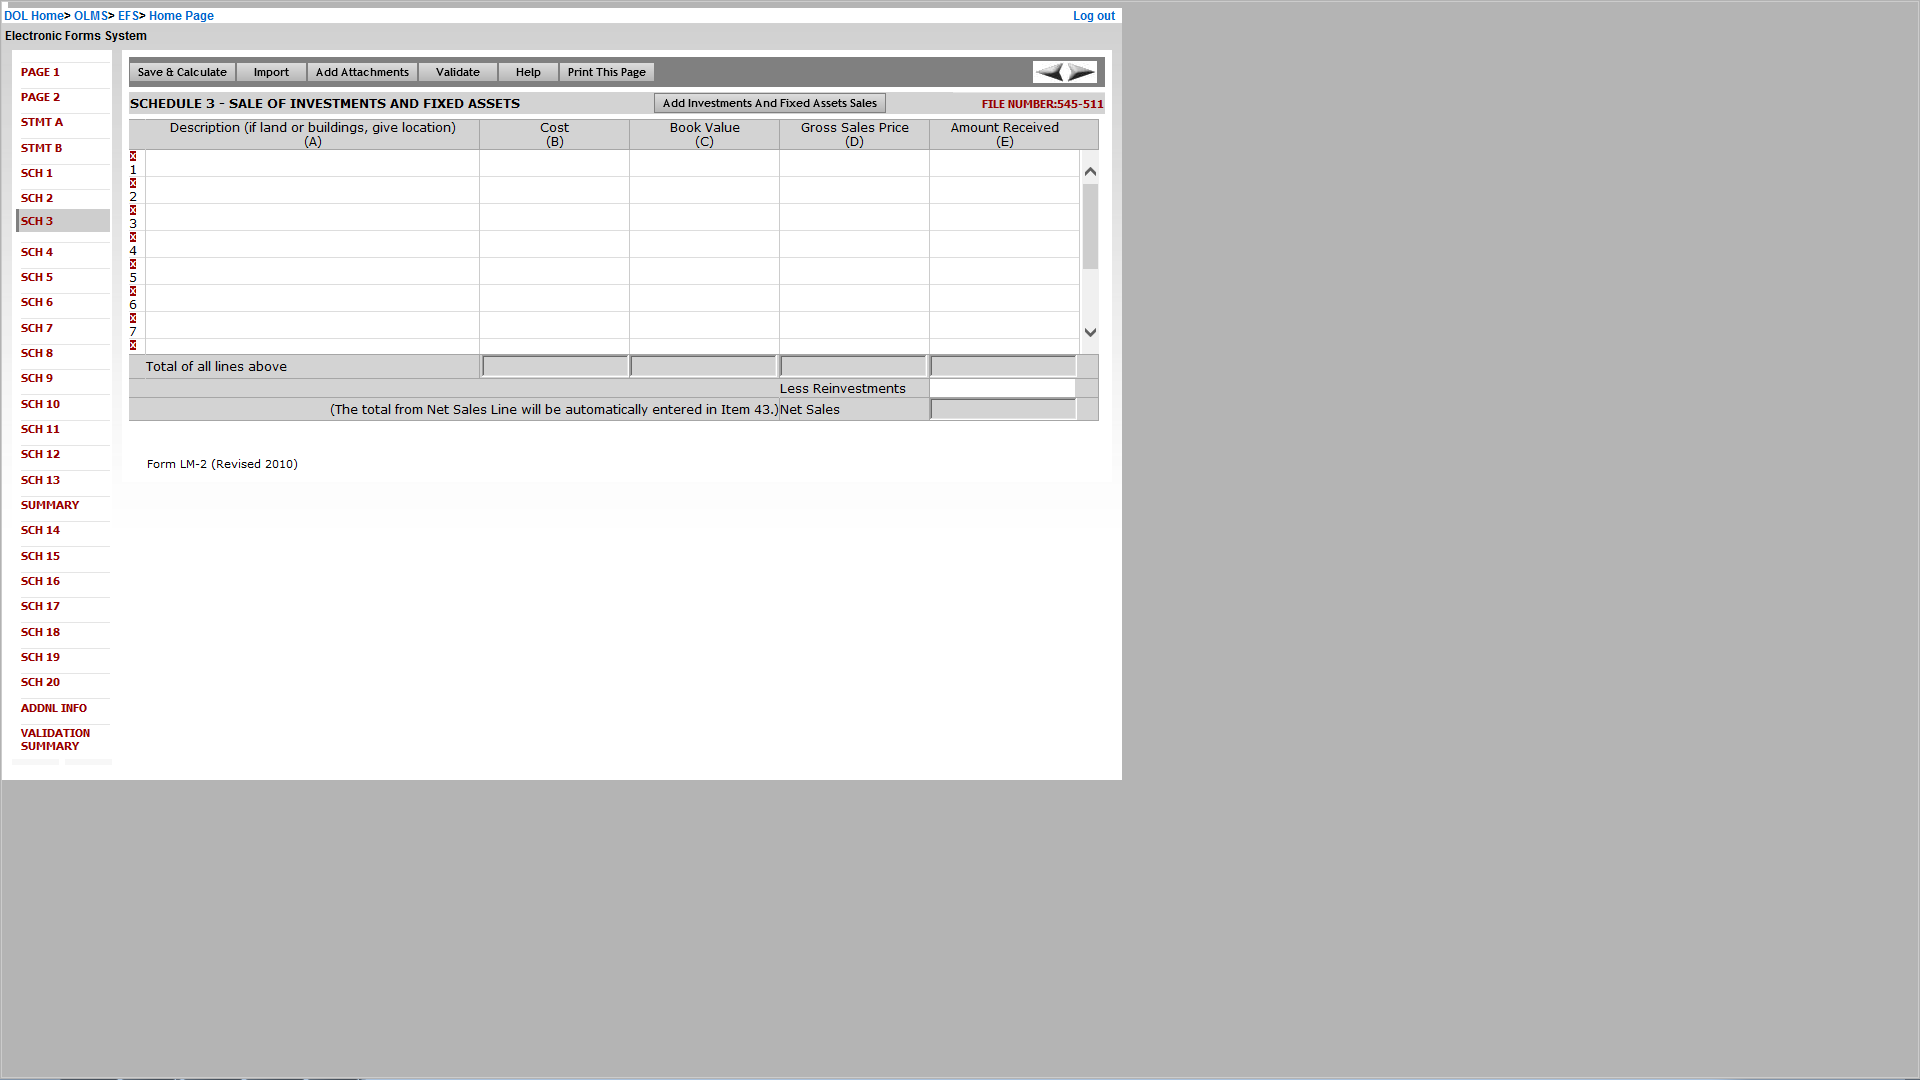 DOL Home> OLMS> EFS> Home Page
Log out
Electronic Forms System
PAGE 1
PAGE 2
STMT A
STMT B
SCH 1
SCH 2
SCH 3
SCH 4
SCH 5
SCH 6
SCH 7
SCH 8
SCH 9
SCH 10
SCH 11
SCH 12
SCH 13
SUMMARY
SCH 14
SCH 15
SCH 16
SCH 17
SCH 18
SCH 19
SCH 20
ADDNL INFO
VALIDATION
SUMMARY
Save & Calculate
Import
Add Attachments
Validate
Help
Print This Page
SCHEDULE 3 - SALE OF INVESTMENTS AND FIXED ASSETS
Add Investments And Fixed Assets Sales
FILE NUMBER:545-511
Description (if land or buildings, give location)
(A)
Cost
(B)
Book Value
(C)
Gross Sales Price
(D)
Amount Received
(E)
x
1
x
2
x
3
x
4
x
5
x
6
x
7
x
Total of all lines above
Less Reinvestments
(The total from Net Sales Line will be automatically entered in Item 43.)Net Sales
Form LM-2 (Revised 2010)